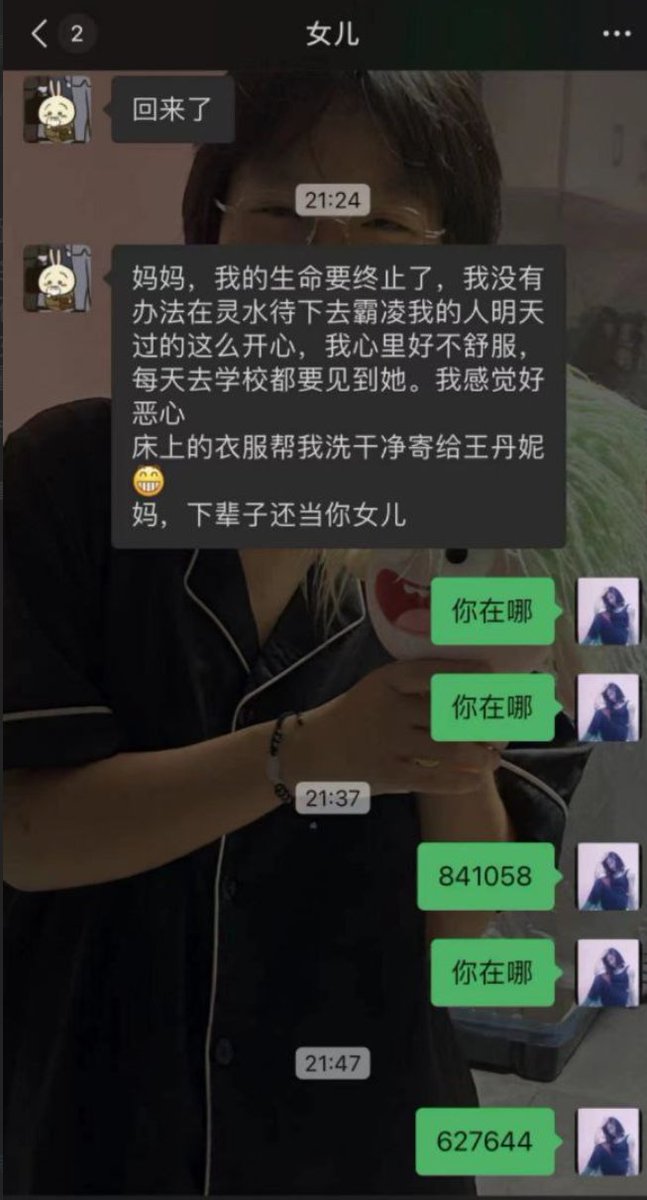 2
女儿
回来了
21:24
妈妈，我的生命要终止了，我没有
办法在灵水待下去霸凌我的人明天
过的这么开心，我心里好不舒服，
每天去学校都要见到她。我感觉好
恶心
床上的衣服帮我洗干净寄给王丹妮
😁
妈，下辈子还当你女儿
你在哪
你在哪
21:37
841058
你在哪
21:47
627644